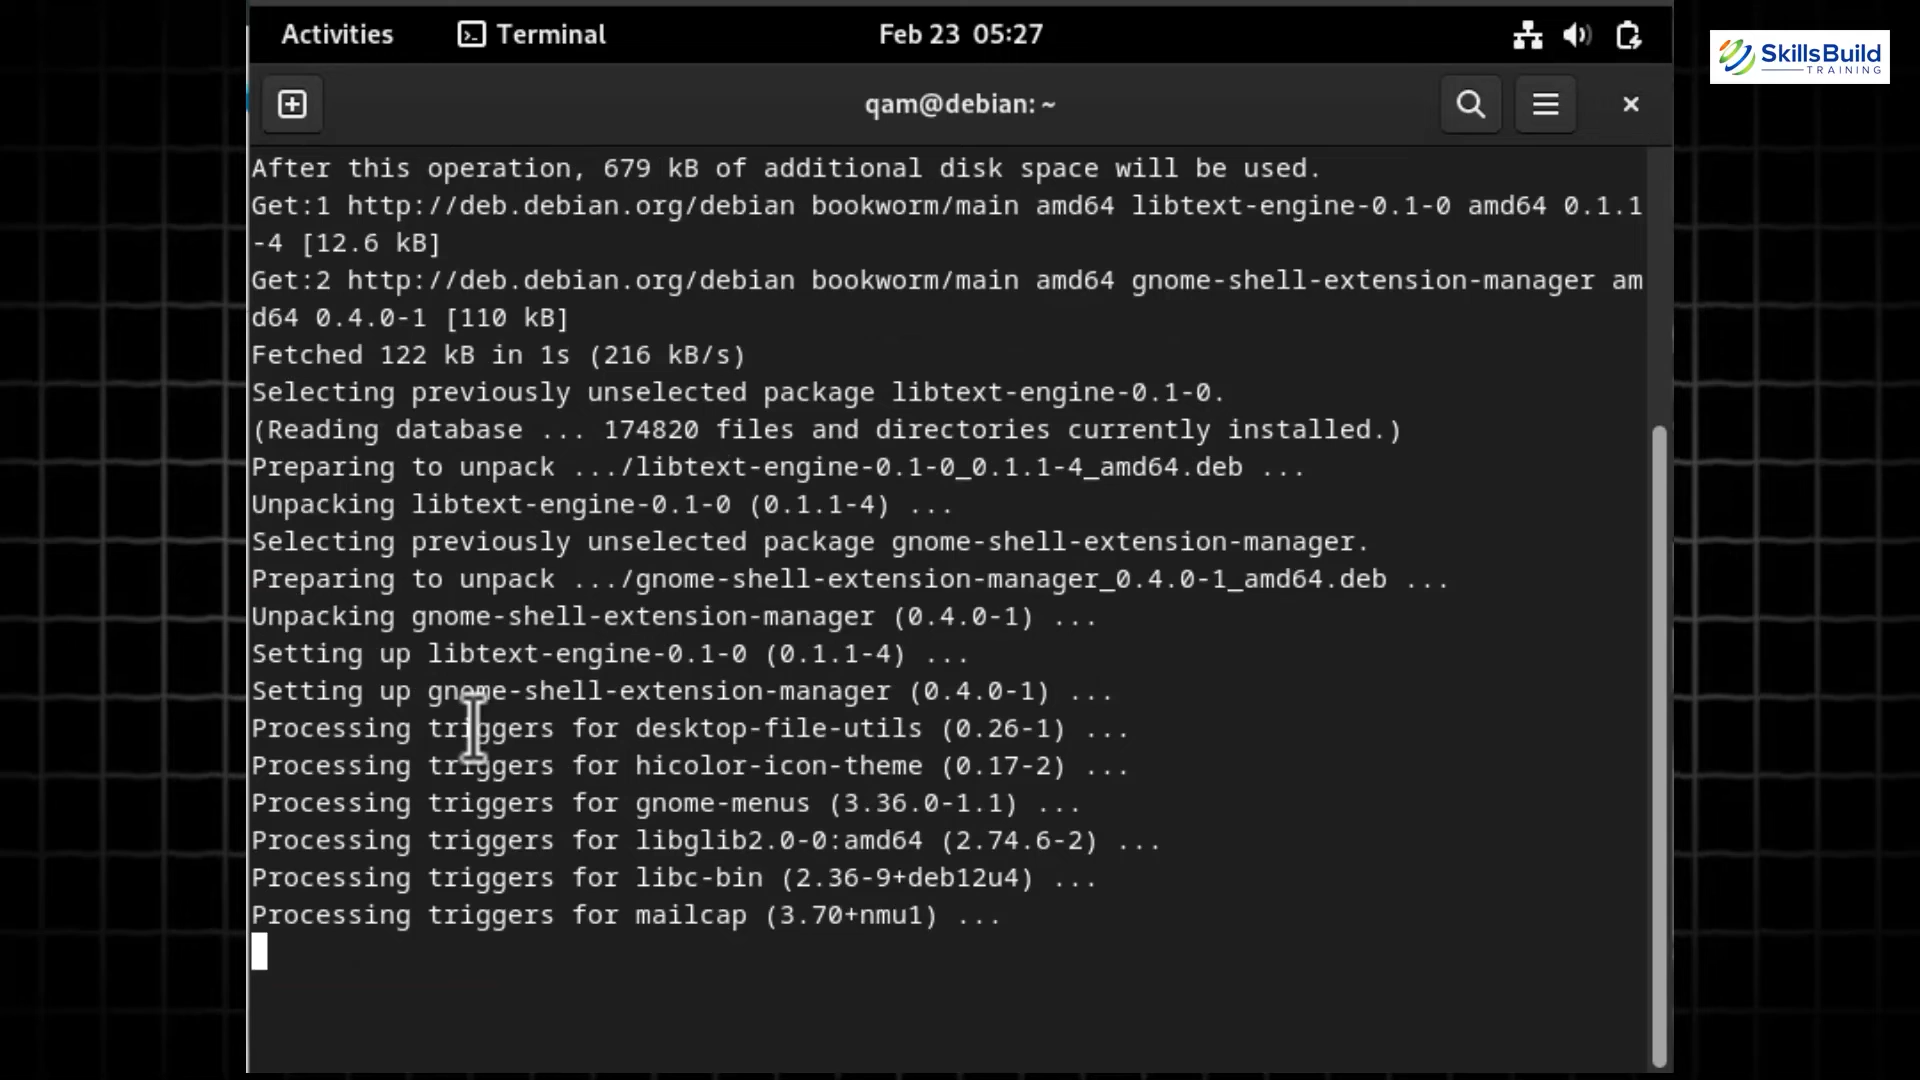 Activities Terminal Feb 23 05:27
SkillsBuild
TRAINING
qam@debian: ~
After this operation, 679 kB of additional disk space will be used.
Get:1 http://deb.debian.org/debian bookworm/main amd64 libtext-engine-0.1-0 amd64 0.1.1
-4 [12.6 kB]
Get:2 http://deb.debian.org/debian bookworm/main amd64 gnome-shell-extension-manager am
d64 0.4.0-1 [110 kB]
Fetched 122 kB in 1s (216 kB/s)
Selecting previously unselected package libtext-engine-0.1-0.
(Reading database ... 174820 files and directories currently installed.)
Preparing to unpack .../libtext-engine-0.1-0_0.1.1-4_amd64.deb ...
Unpacking libtext-engine-0.1-0 (0.1.1-4) ...
Selecting previously unselected package gnome-shell-extension-manager.
Preparing to unpack .../gnome-shell-extension-manager_0.4.0-1_amd64.deb ...
Unpacking gnome-shell-extension-manager (0.4.0-1) ...
Setting up libtext-engine-0.1-0 (0.1.1-4) ...
Setting up gnome-shell-extension-manager (0.4.0-1) ...
Processing triggers for desktop-file-utils (0.26-1) ...
Processing triggers for hicolor-icon-theme (0.17-2) ...
Processing triggers for gnome-menus (3.36.0-1.1) ...
Processing triggers for libglib2.0-0:amd64 (2.74.6-2) ...
Processing triggers for libc-bin (2.36-9+deb12u4) ...
Processing triggers for mailcap (3.70+nmu1) ...